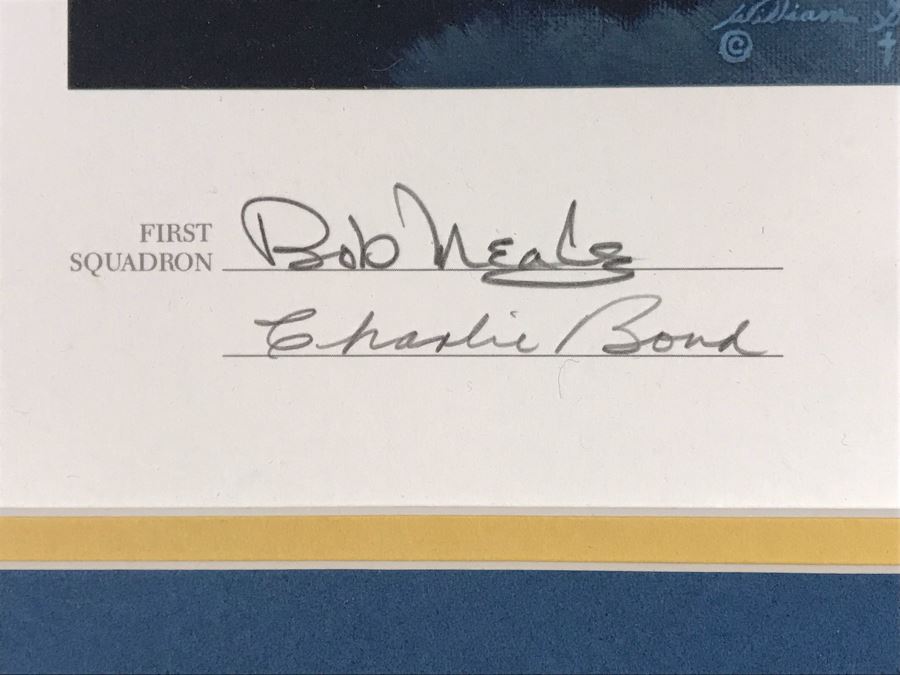 William
©
FIRST
SQUADRON
Bob Neale
Charlie Bond